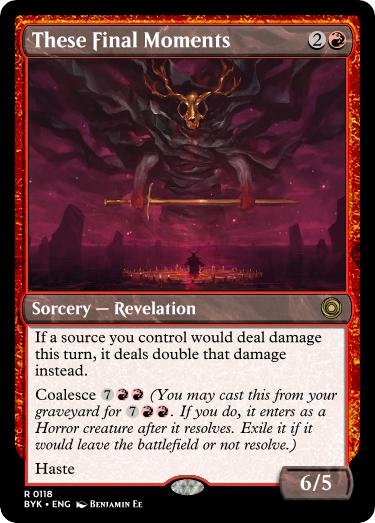 These Final Moments 2
Sorcery — Revelation
If a source you control would deal damage
this turn, it deals double that damage
instead.
Coalesce 7 (You may cast this from your
graveyard for 7. If you do, it enters as
a Horror creature after it resolves. Exile it if it
would leave the battlefield or not resolve.)
Haste
6/5
R 0118
BYK • ENG Benjamin Ee